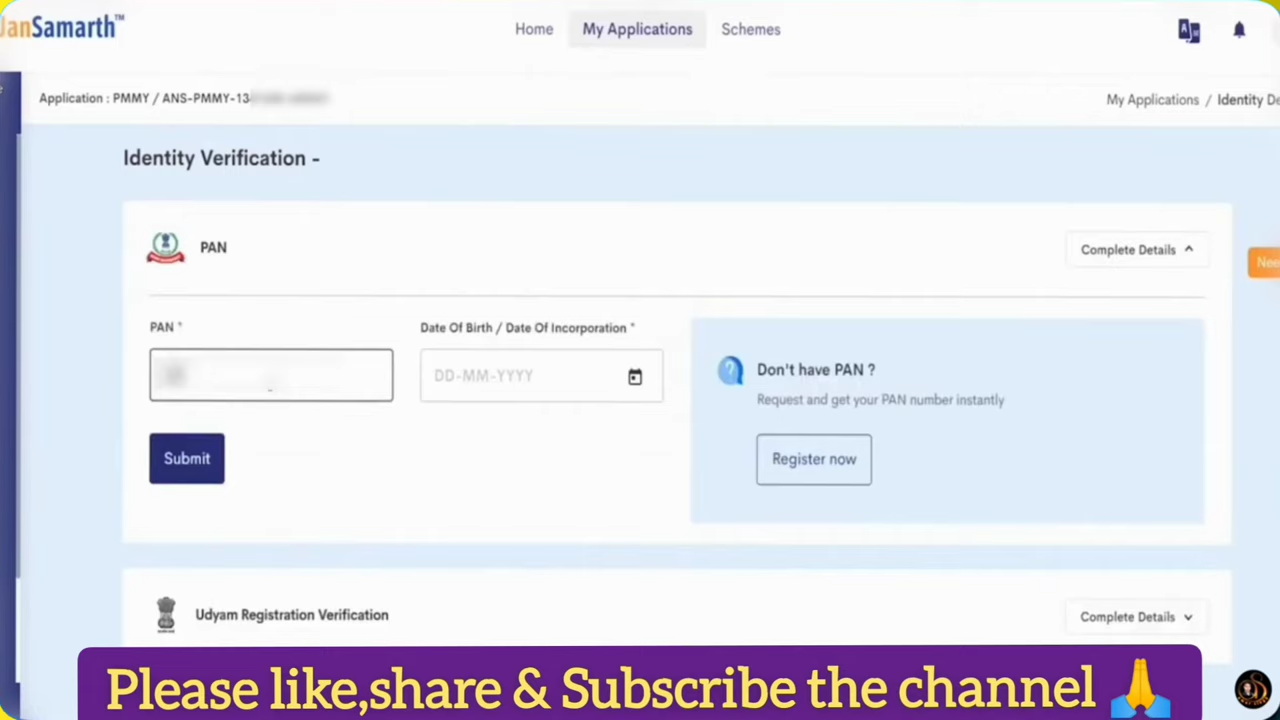 JanSamarth™
Home
My Applications
Schemes
Application : PMMY / ANS-PMMY-13
My Applications / Identity De
Identity Verification -
PAN
Complete Details
PAN *
Date Of Birth / Date Of Incorporation *
DD-MM-YYYY
Don't have PAN ?
Request and get your PAN number instantly
Submit
Register now
Nee
Udyam Registration Verification
Complete Details
Please like,share & Subscribe the channel 🙏